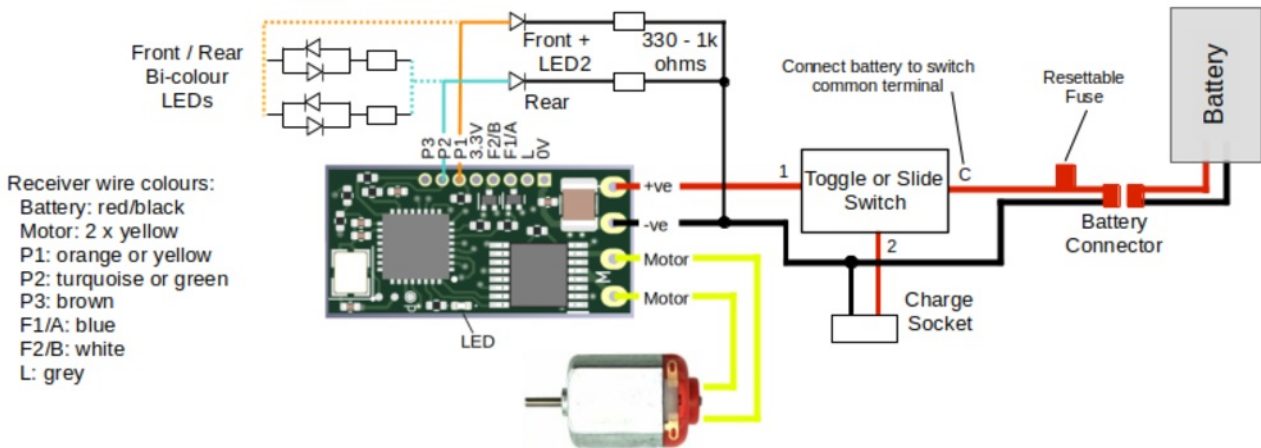 Front / Rear
Bi-colour
LEDs
Front +
LED2
Rear
330 - 1k
ohms
Connect battery to switch
common terminal
Resettable
Fuse
Battery
P3
P2
P1
3.3V
F2/B
F1/A
L
0V
+ve
-ve
Motor
Motor
M
LED
1
Toggle or Slide
Switch
C
2
Battery
Connector
Charge
Socket
Receiver wire colours:
Battery: red/black
Motor: 2 x yellow
P1: orange or yellow
P2: turquoise or green
P3: brown
F1/A: blue
F2/B: white
L: grey